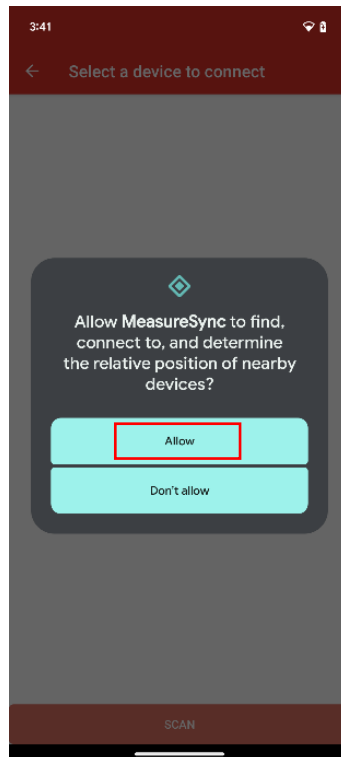 3:41
Select a device to connect
Allow MeasureSync to find,
connect to, and determine
the relative position of nearby
devices?
Allow
Don't allow
SCAN